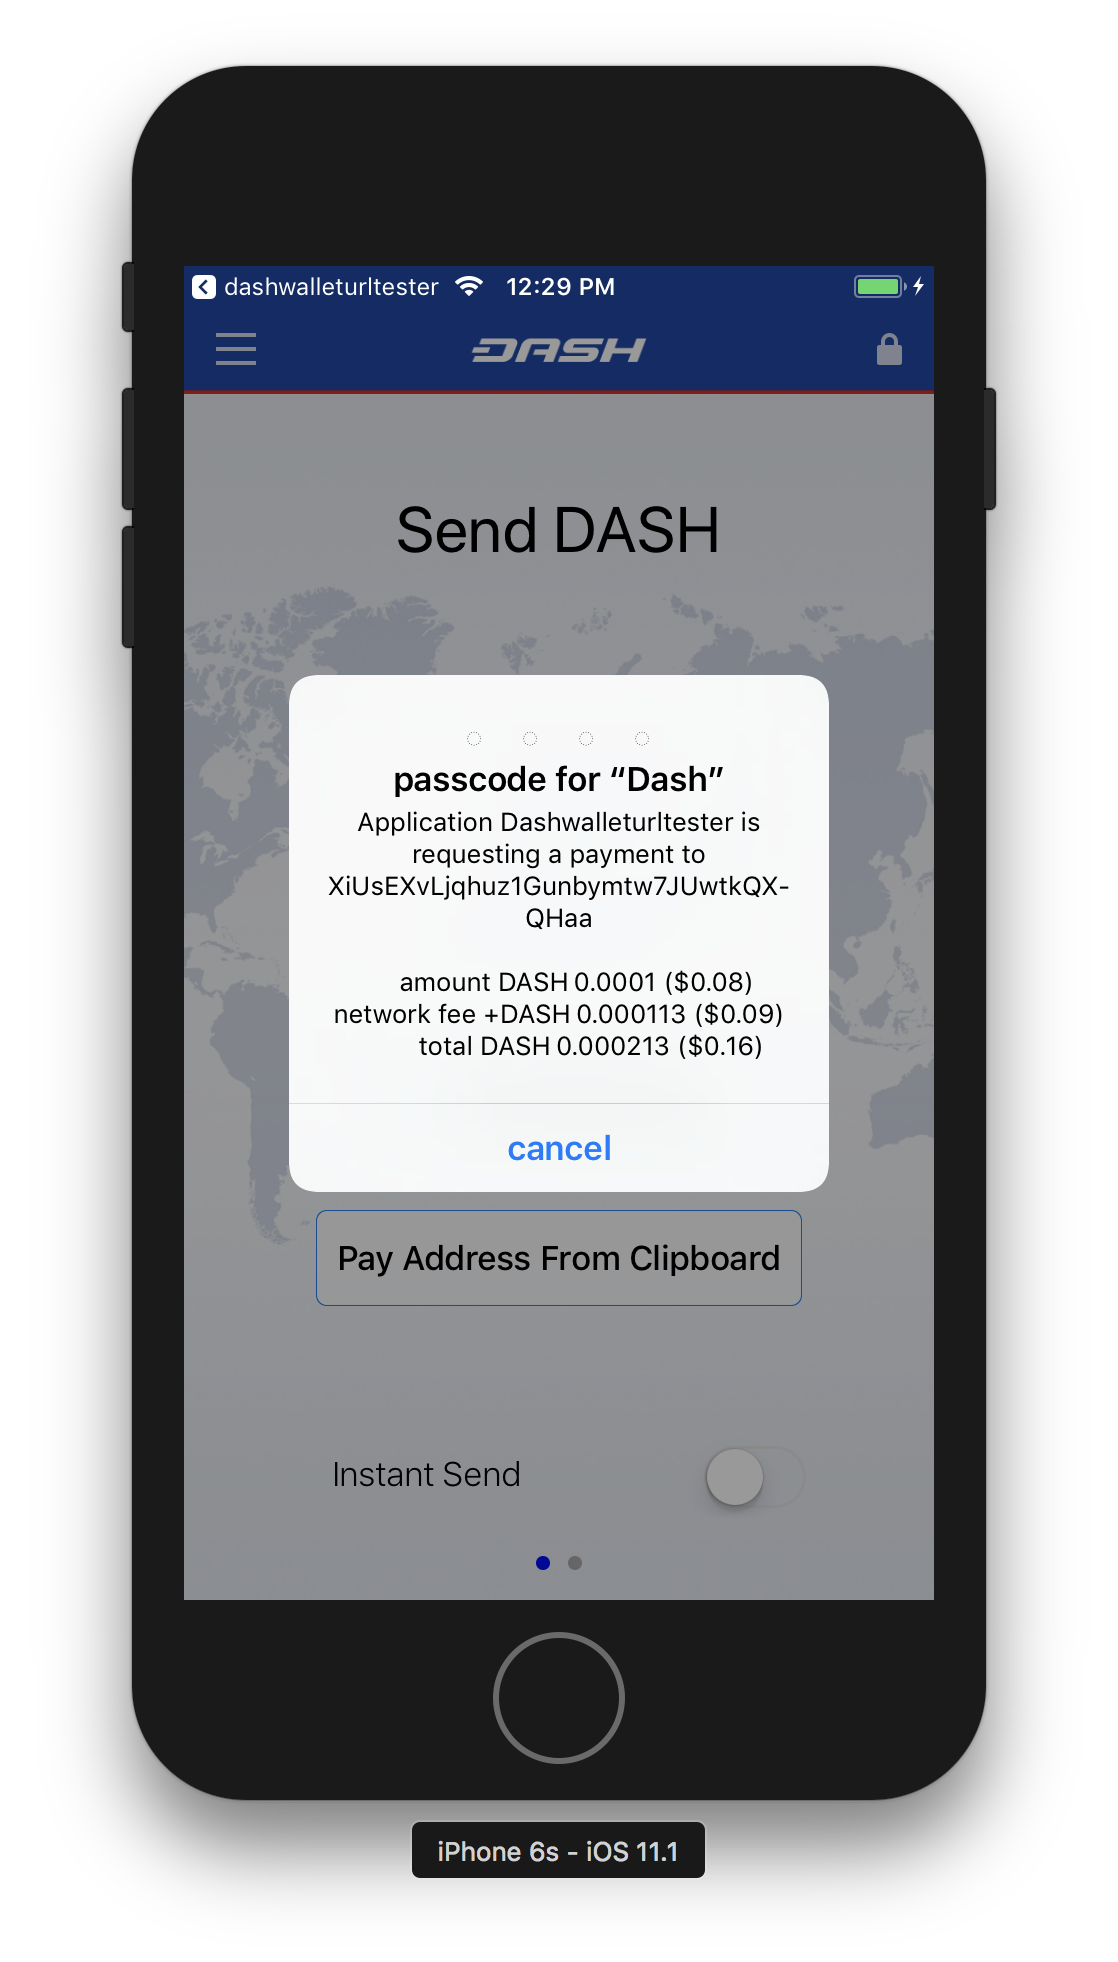 dashwalleturltester 12:29 PM
DASH
Send DASH
passcode for “Dash”
Application Dashwalleturltester is
requesting a payment to
XiUsEXvLjqhuz1Gunbymtw7JUwtkQX-
QHaa
amount DASH 0.0001 ($0.08)
network fee +DASH 0.000113 ($0.09)
total DASH 0.000213 ($0.16)
cancel
Pay Address From Clipboard
Instant Send
iPhone 6s - iOS 11.1